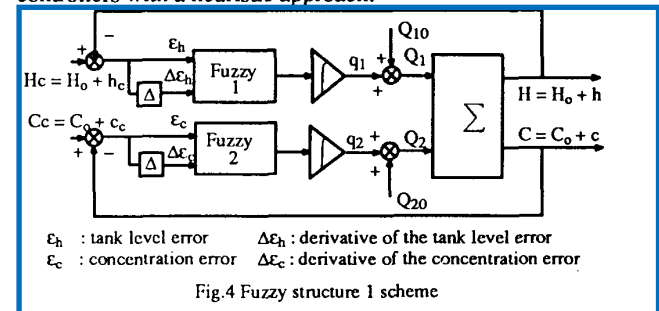 controllers with a heuristic approach.
Q10
+ − εh q1 Q1
Hc = Ho + hc Δ Δεh Fuzzy 1 + +
H = Ho + h
Σ
Cc = Co + cc εc q2 + Q2 C = Co + c
+ − Δ Δεc Fuzzy 2 +
Q20
εh : tank level error Δεh : derivative of the tank level error
εc : concentration error Δεc : derivative of the concentration error
Fig.4 Fuzzy structure 1 scheme